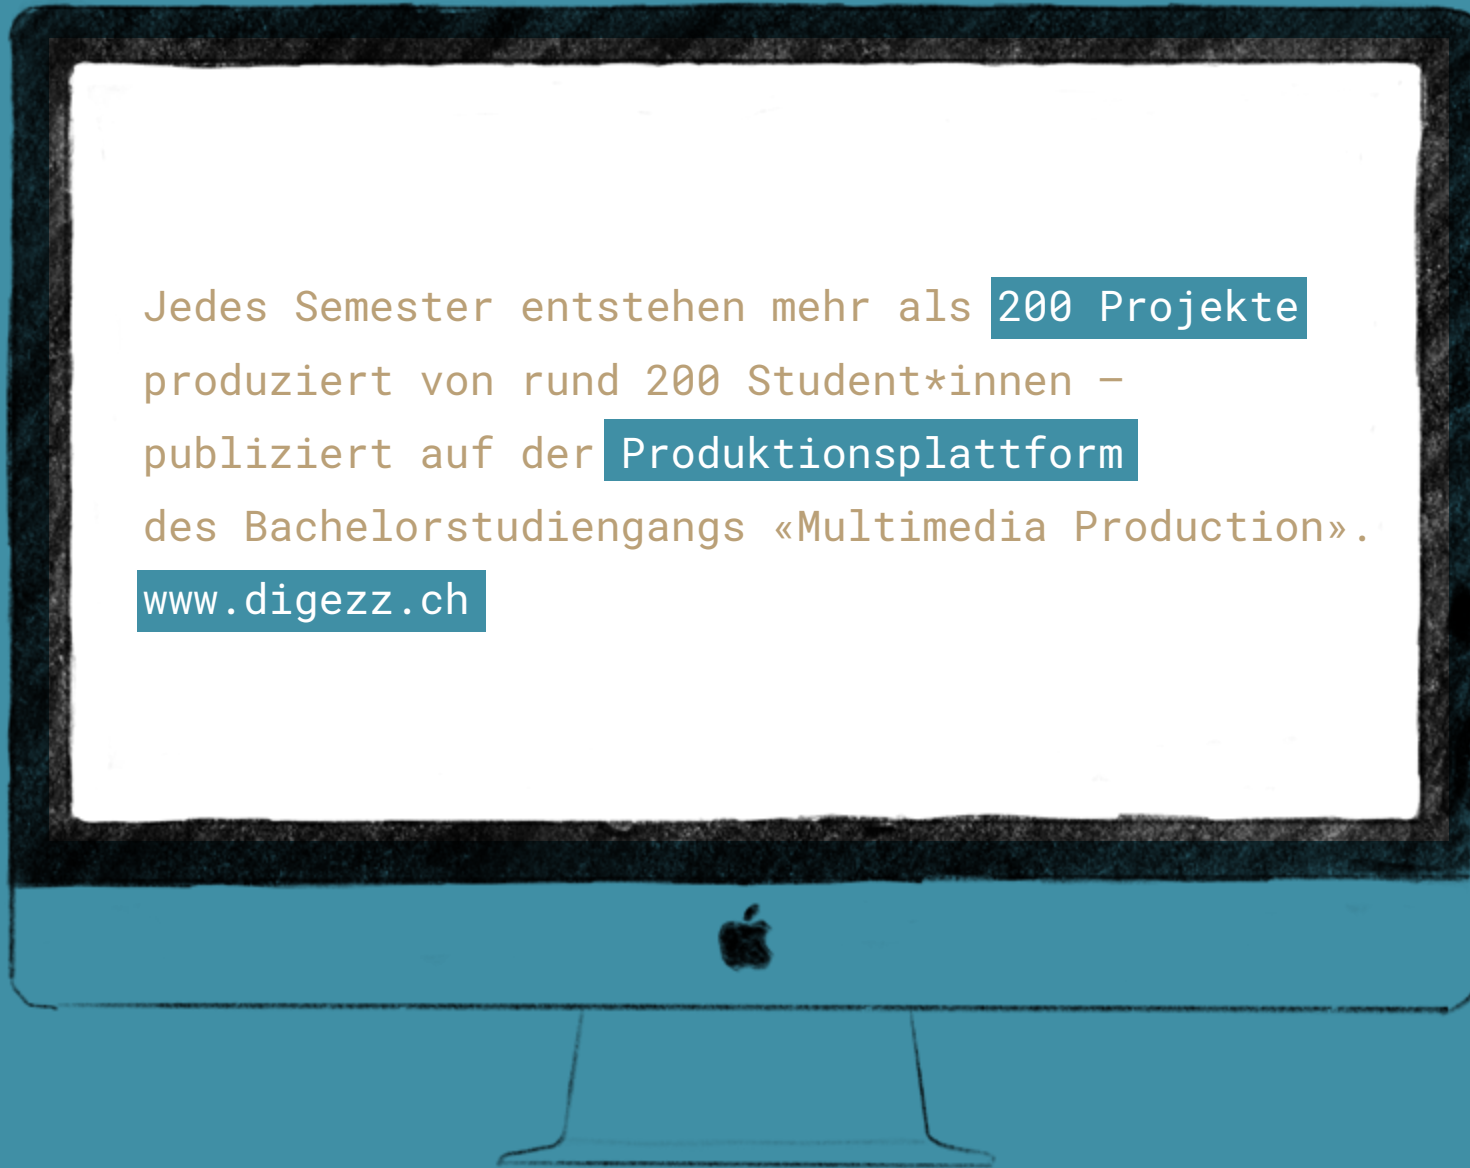 Jedes Semester entstehen mehr als 200 Projekte
produziert von rund 200 Student*innen –
publiziert auf der Produktionsplattform
des Bachelorstudiengangs «Multimedia Production».
www.digezz.ch